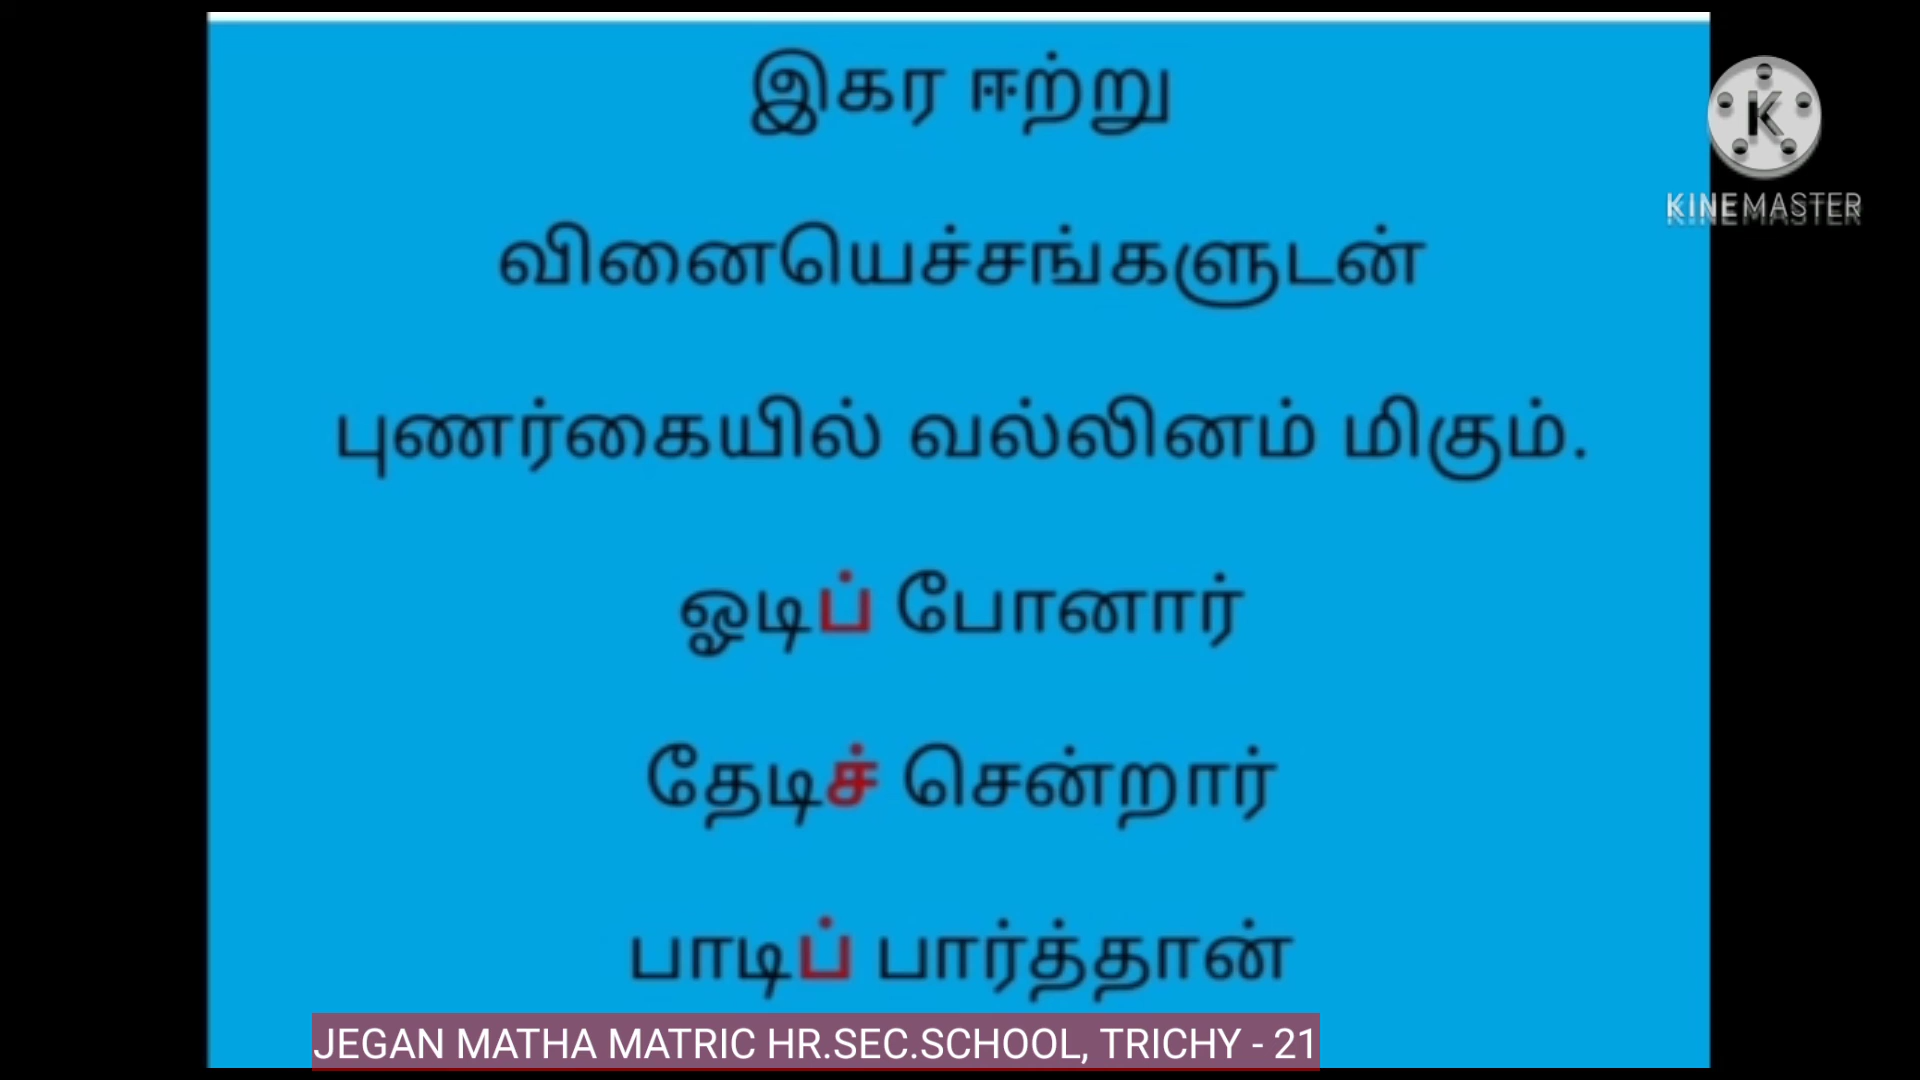 இகர ஈற்று
KINEMASTER
வினையெச்சங்களுடன்
புணர்கையில் வல்லினம் மிகும்.
ஓடிப் போனார்
தேடிச் சென்றார்
பாடிப் பார்த்தான்
JEGAN MATHA MATRIC HR.SEC.SCHOOL, TRICHY - 21